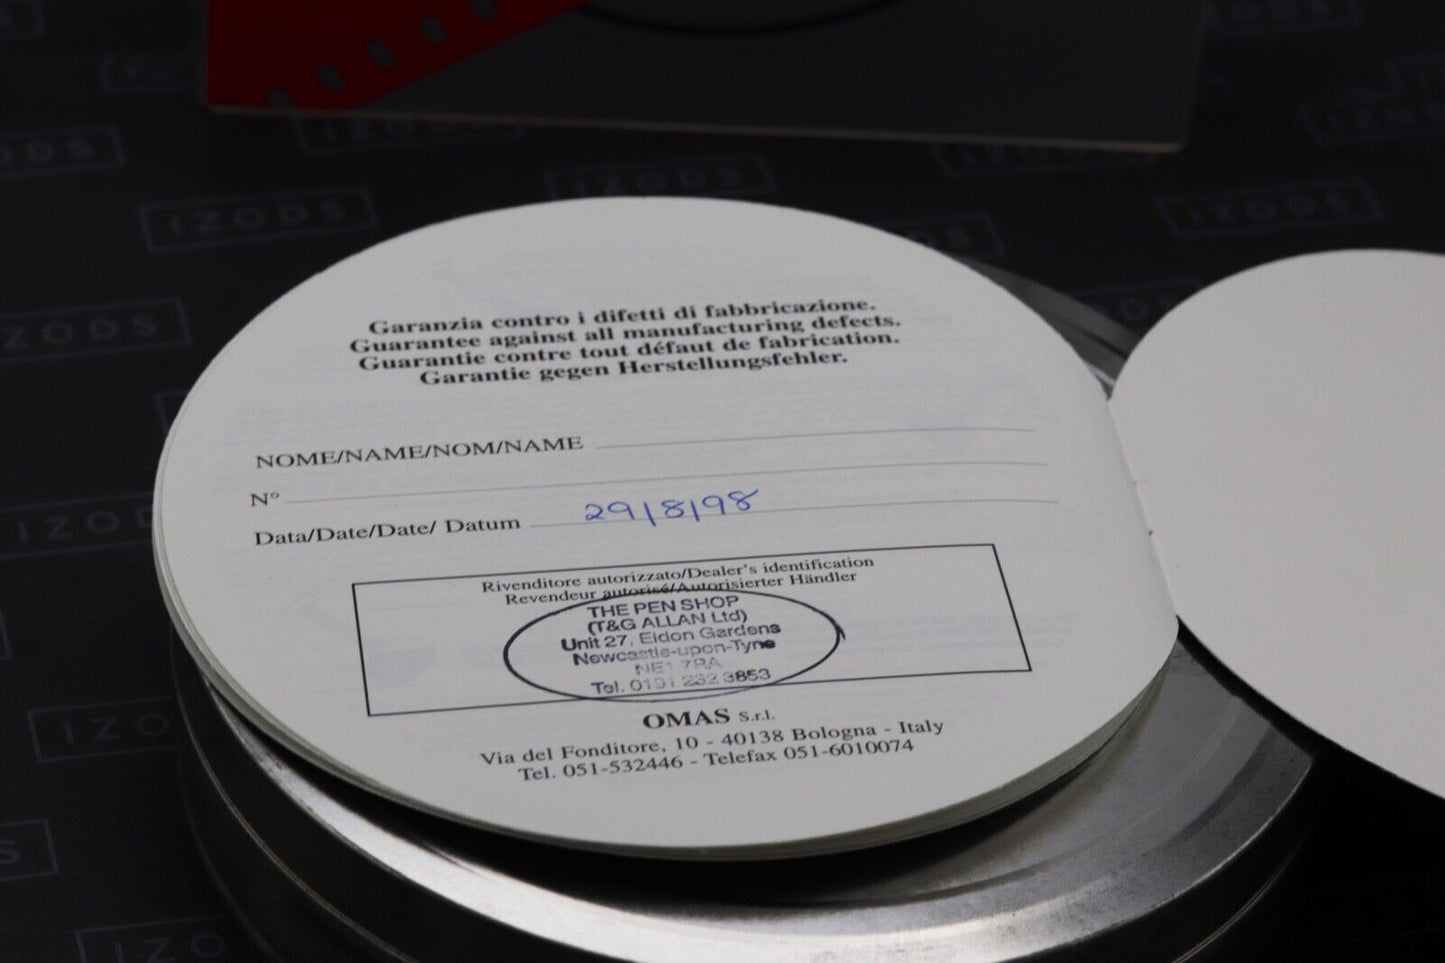 IZODS
IZODS
IZODS
IZODS
Garanzia contro i difetti di fabbricazione.
Guarantee against all manufacturing defects.
Guarantie contre tout défaut de fabrication.
Garantie gegen Herstellungsfehler.
NOME/NAME/NOM/NAME
N°
Data/Date/Date/ Datum 29/8/98
Rivenditore autorizzato/Dealer's identification
Revendeur autorisé/Autorisierter Händler
THE PEN SHOP
(T&G ALLAN Ltd)
Unit 27, Eldon Gardens
Newcastle-upon-Tyne
NE1 7RA
Tel. 0191 232 3853
OMAS S.r.l.
Via del Fonditore, 10 - 40138 Bologna - Italy
Tel. 051-532446 - Telefax 051-6010074